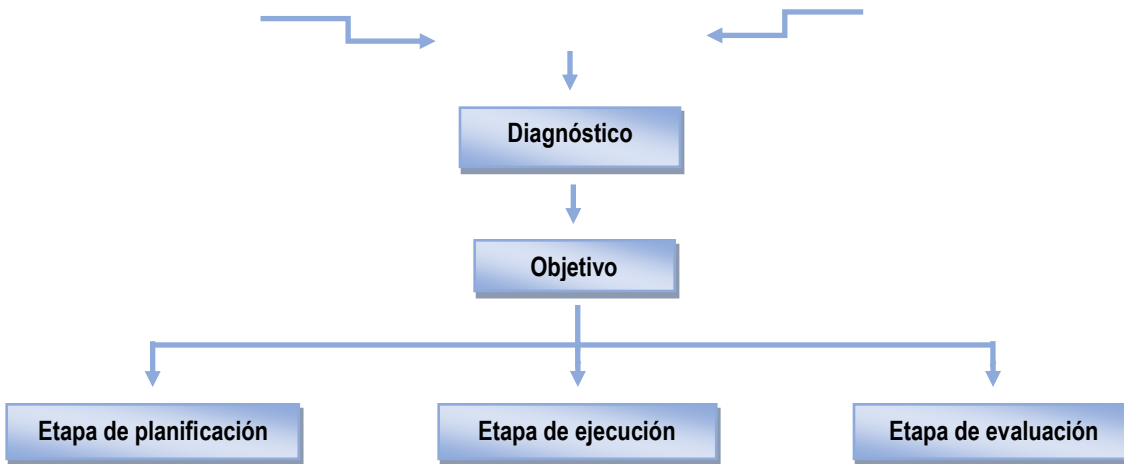 Diagnóstico
Objetivo
Etapa de planificación
Etapa de ejecución
Etapa de evaluación